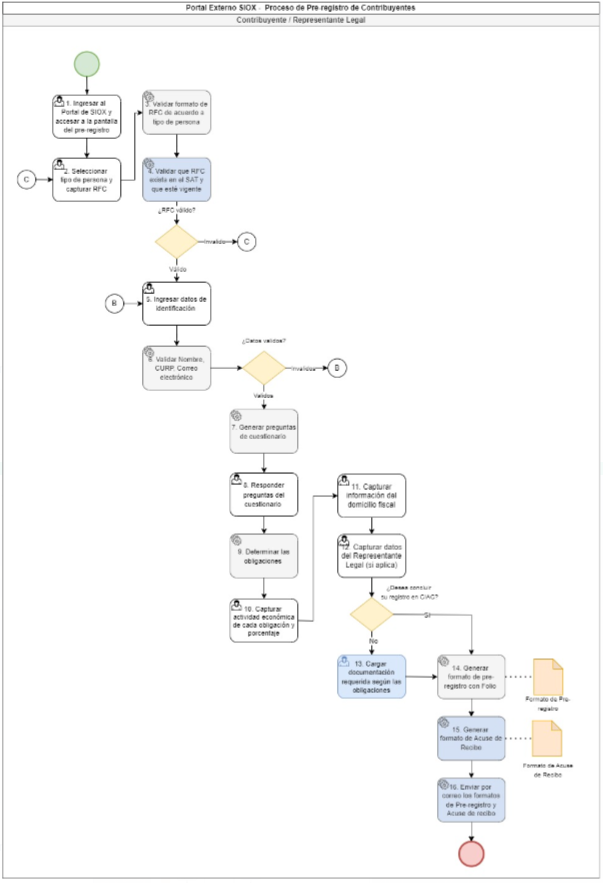 Portal Externo SIOX - Proceso de Pre-registro de Contribuyentes
Contribuyente / Representante Legal
1. Ingresar al
Portal de SIOX y
accesar a la pantalla
del pre-registro
3. Validar formato de
RFC de acuerdo a
tipo de persona
C
2. Seleccionar
tipo de persona y
capturar RFC
4. Validar que RFC
exista en el SAT y
que esté vigente
¿RFC válido?
Invalido
C
Válido
B
5. Ingresar datos de
identificación
¿Datos validos?
6. Validar Nombre,
CURP, Correo
electrónico
Invalidos
B
Validos
7. Generar preguntas
de cuestionario
8. Responder
preguntas del
cuestionario
9. Determinar las
obligaciones
10. Capturar
actividad económica
de cada obligación y
porcentaje
11. Capturar
información del
domicilio fiscal
12. Capturar datos
del Representante
Legal (si aplica)
¿Desea concluir
su registro en CIAC?
Si
No
13. Cargar
documentación
requerida según las
obligaciones
14. Generar
formato de pre-
registro con Folio
Formato de Pre-
registro
15. Generar
formato de Acuse de
Recibo
Formato de Acuse
de Recibo
16. Enviar por
correo los formatos
de Pre-registro y
Acuse de recibo